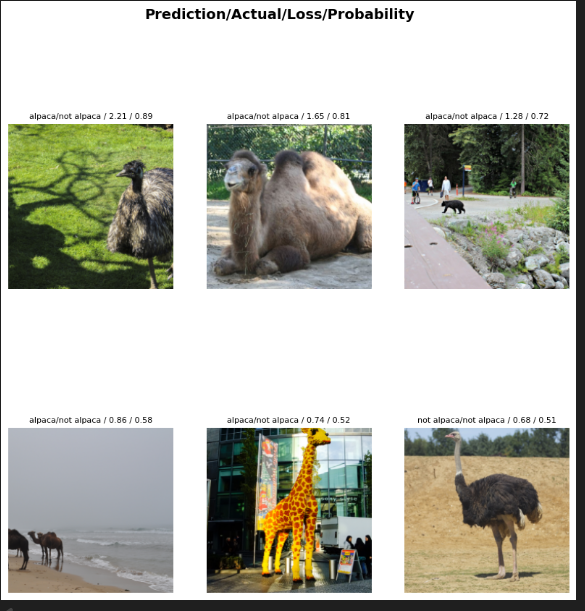 Prediction/Actual/Loss/Probability
alpaca/not alpaca / 2.21 / 0.89
alpaca/not alpaca / 1.65 / 0.81
alpaca/not alpaca / 1.28 / 0.72
alpaca/not alpaca / 0.86 / 0.58
alpaca/not alpaca / 0.74 / 0.52
not alpaca/not alpaca / 0.68 / 0.51